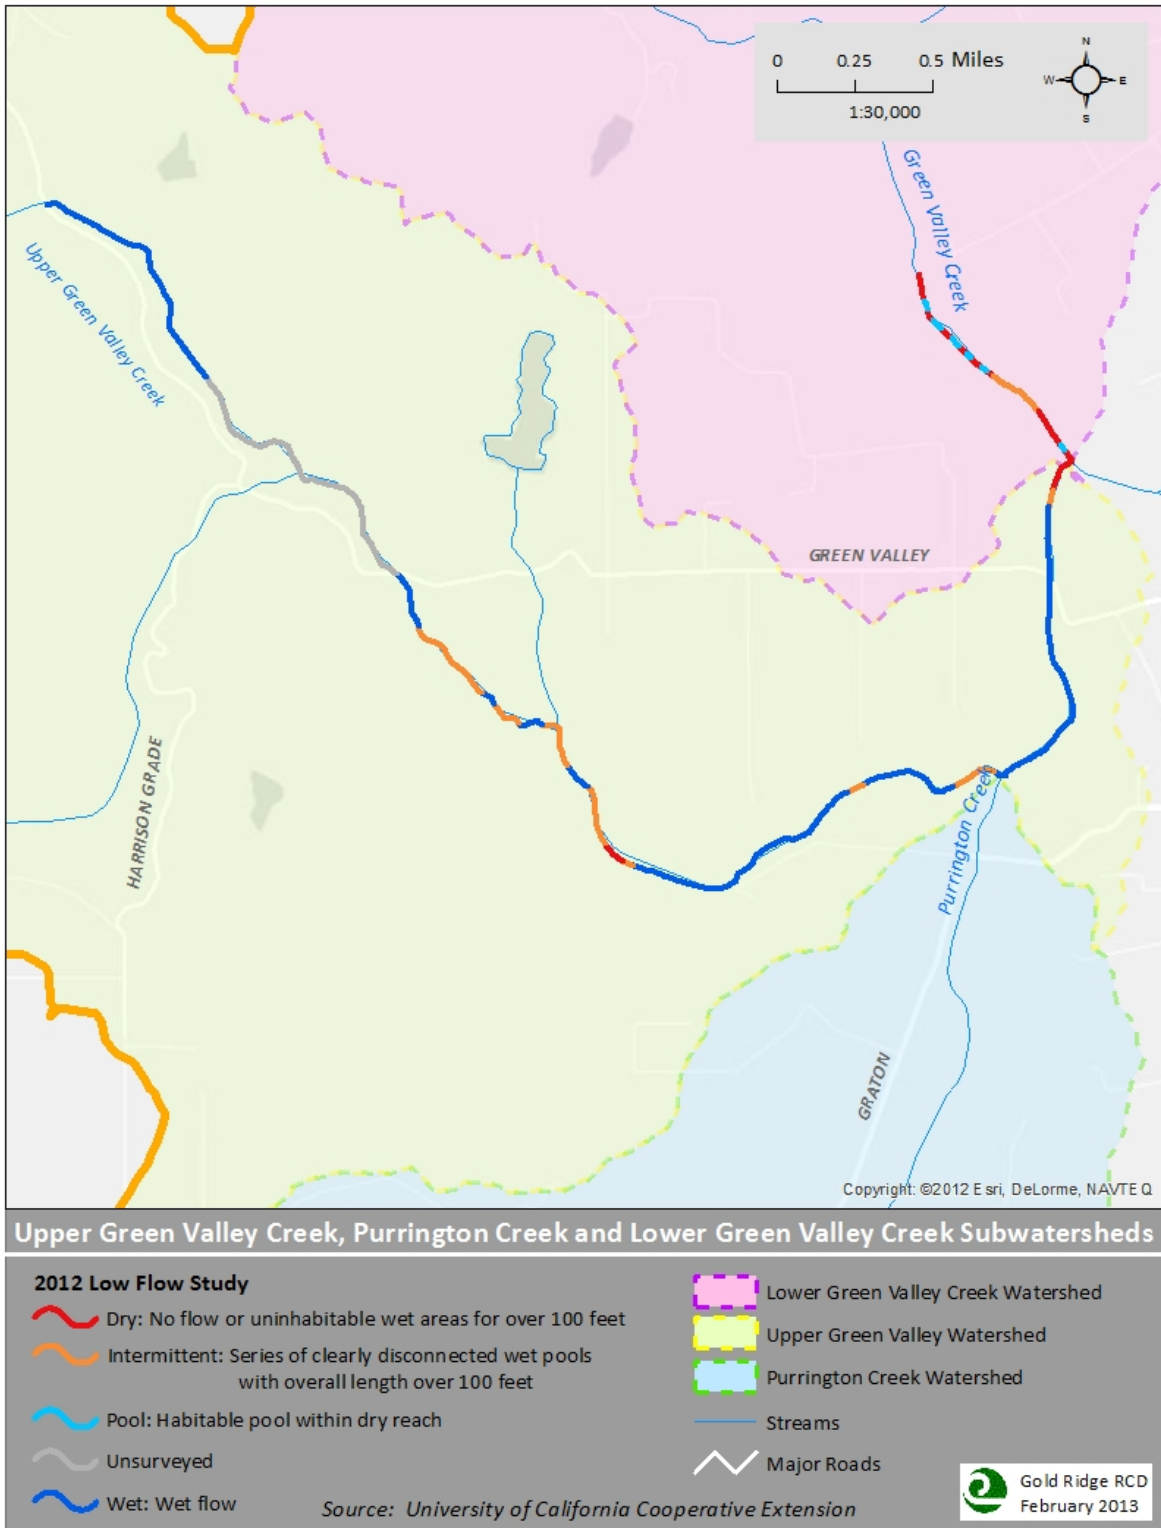 0 0.25 0.5 Miles
1:30,000
N
W E
S
Green Valley Creek
Upper Green Valley Creek
GREEN VALLEY
HARRISON GRADE
Purrington Creek
GRATON
Copyright: ©2012 Esri, DeLorme, NAVTEQ
Upper Green Valley Creek, Purrington Creek and Lower Green Valley Creek Subwatersheds
2012 Low Flow Study
Dry: No flow or uninhabitable wet areas for over 100 feet
Intermittent: Series of clearly disconnected wet pools
with overall length over 100 feet
Pool: Habitable pool within dry reach
Unsurveyed
Wet: Wet flow
Lower Green Valley Creek Watershed
Upper Green Valley Watershed
Purrington Creek Watershed
Streams
Major Roads
Source: University of California Cooperative Extension
Gold Ridge RCD
February 2013